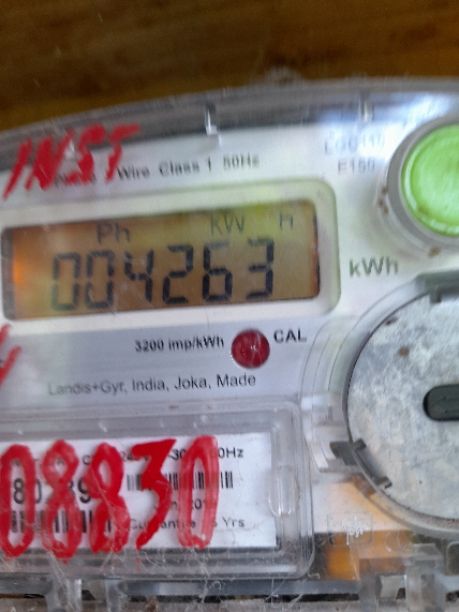 INST
Wire Class 1 50Hz
E150
Ph KW H
004263
kWh
3200 imp/kWh CAL
Landis+Gyr, India, Joka, Made
08830
Yrs